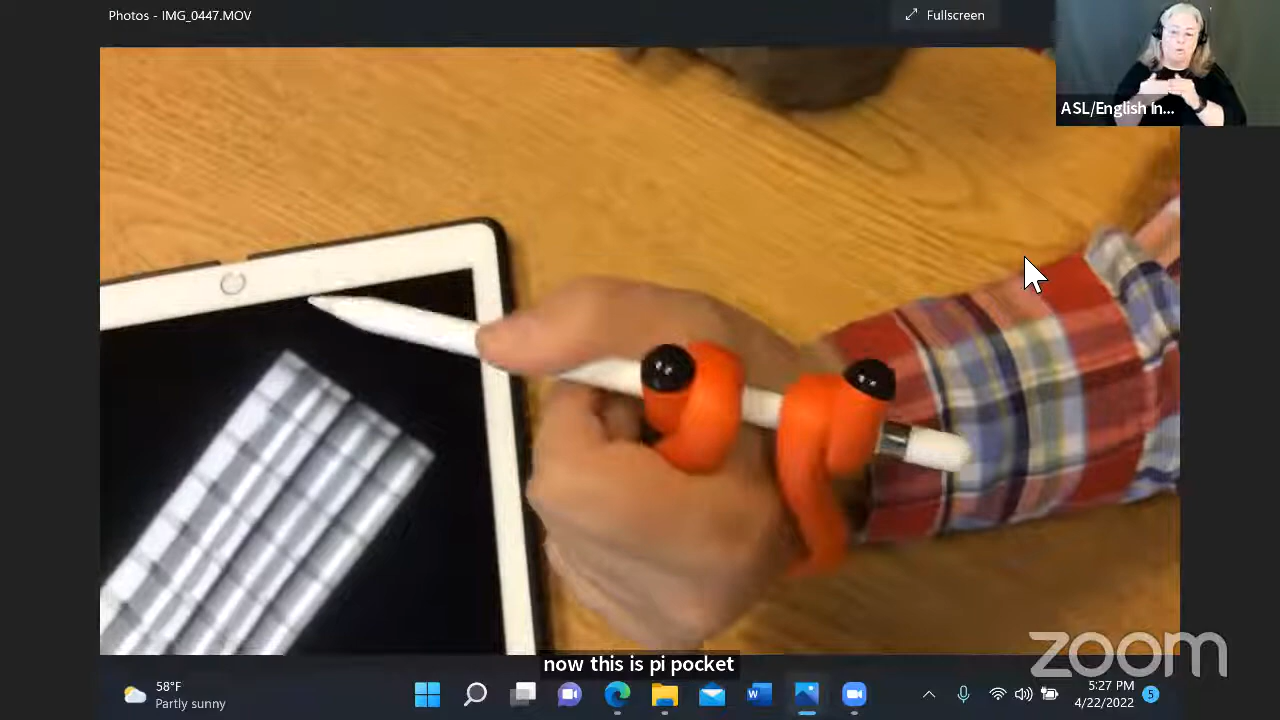 Photos - IMG_0447.MOV
Fullscreen
ASL/English In...
zoom
now this is pi pocket
58°F
Partly sunny
W
5:27 PM
4/22/2022
5